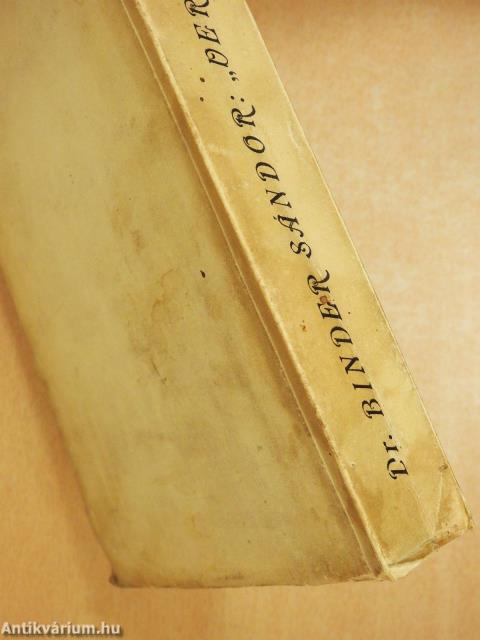 Dr. BINDER SÁNDOR: „DER
Antikvárium.hu